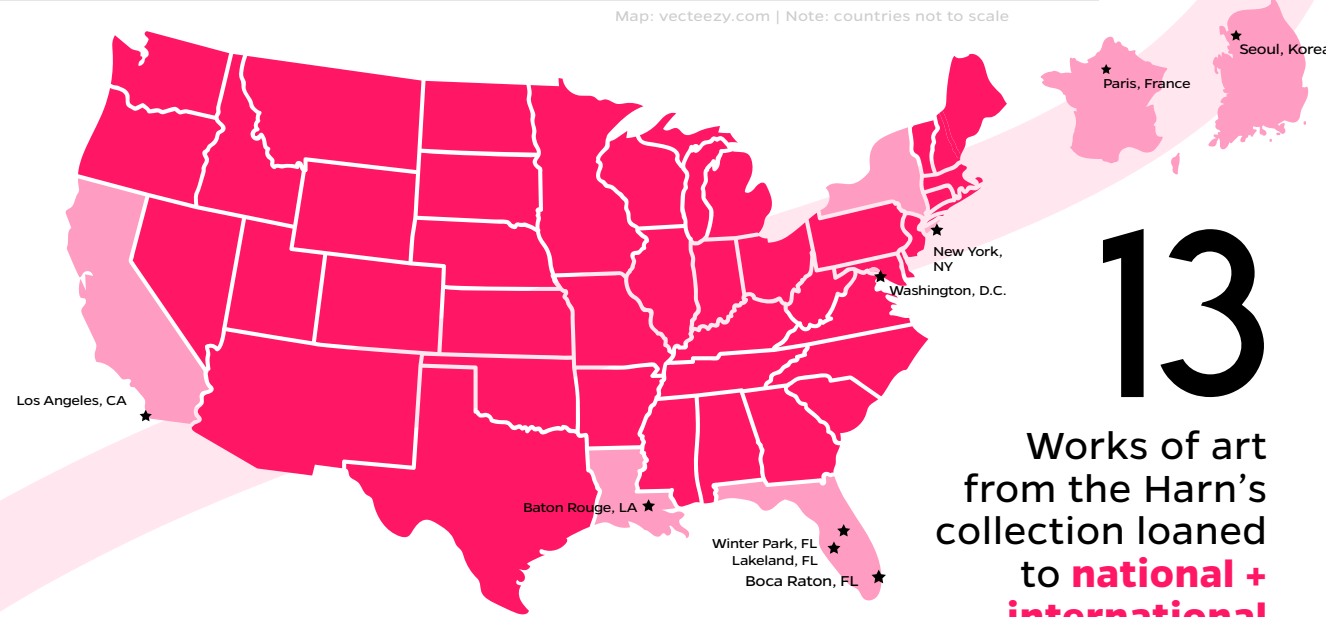 Map: vecteezy.com | Note: countries not to scale
Seoul, Korea
Paris, France
New York,
NY
Washington, D.C.
Los Angeles, CA
Baton Rouge, LA
Winter Park, FL
Lakeland, FL
Boca Raton, FL
13
Works of art
from the Harn’s
collection loaned
to national +
international